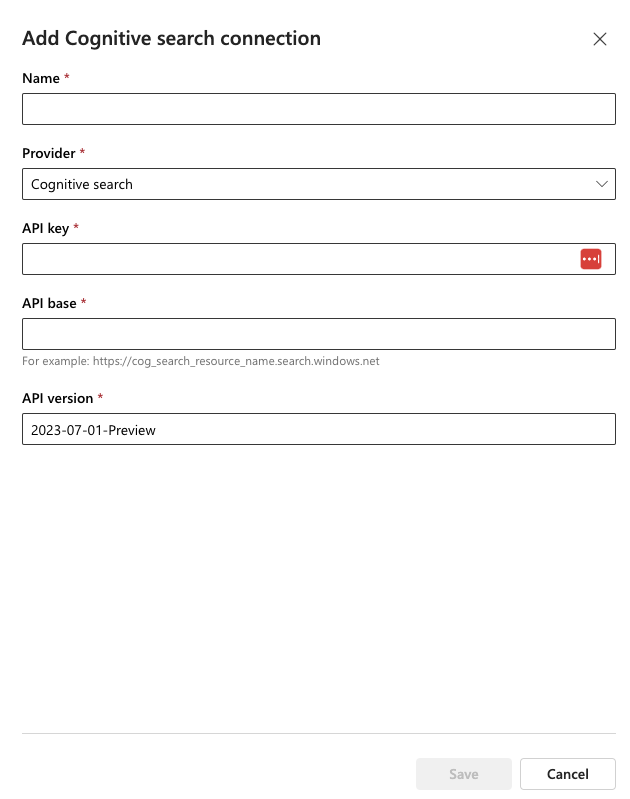 Add Cognitive search connection
Name *
Provider *
Cognitive search
API key *
API base *
For example: https://cog_search_resource_name.search.windows.net
API version *
2023-07-01-Preview
Save
Cancel